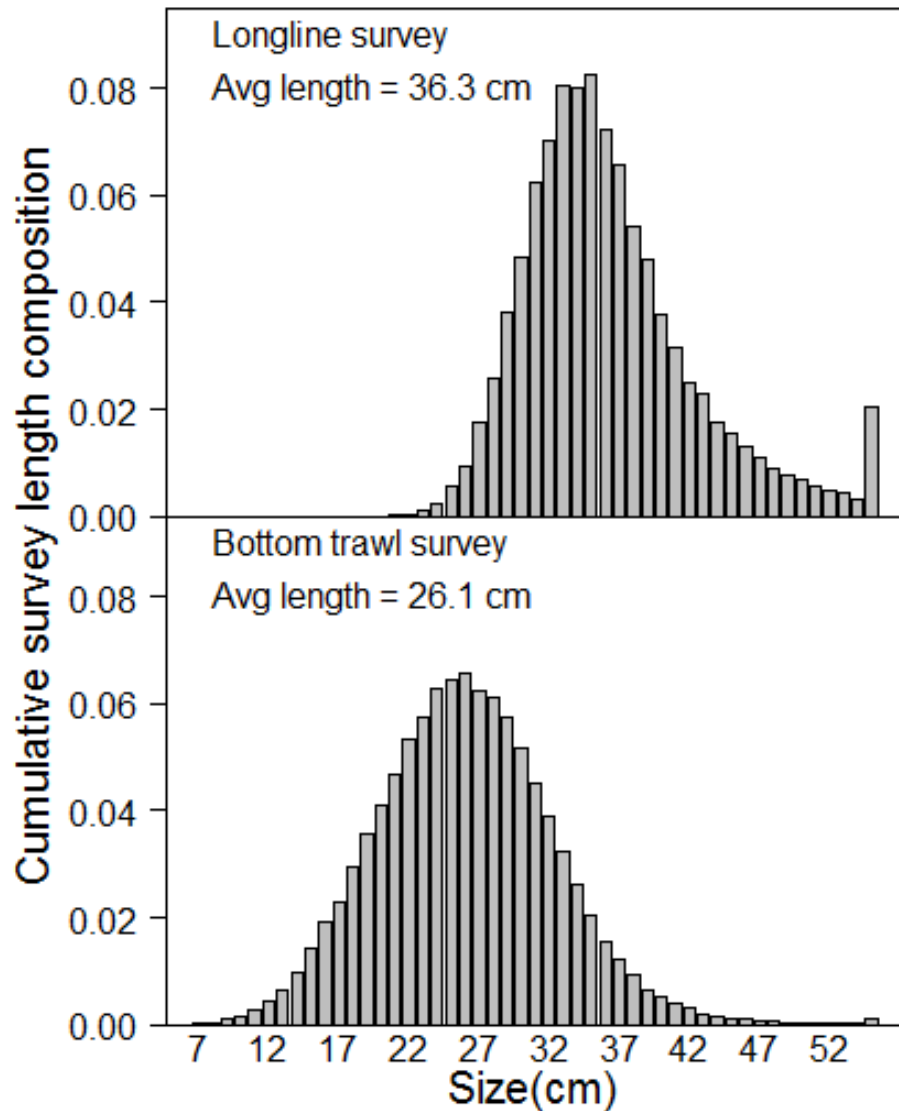 Cumulative survey length composition
Longline survey
Avg length = 36.3 cm
0.08
0.06
0.04
0.02
0.00
Bottom trawl survey
Avg length = 26.1 cm
0.08
0.06
0.04
0.02
0.00
7 12 17 22 27 32 37 42 47 52
Size(cm)